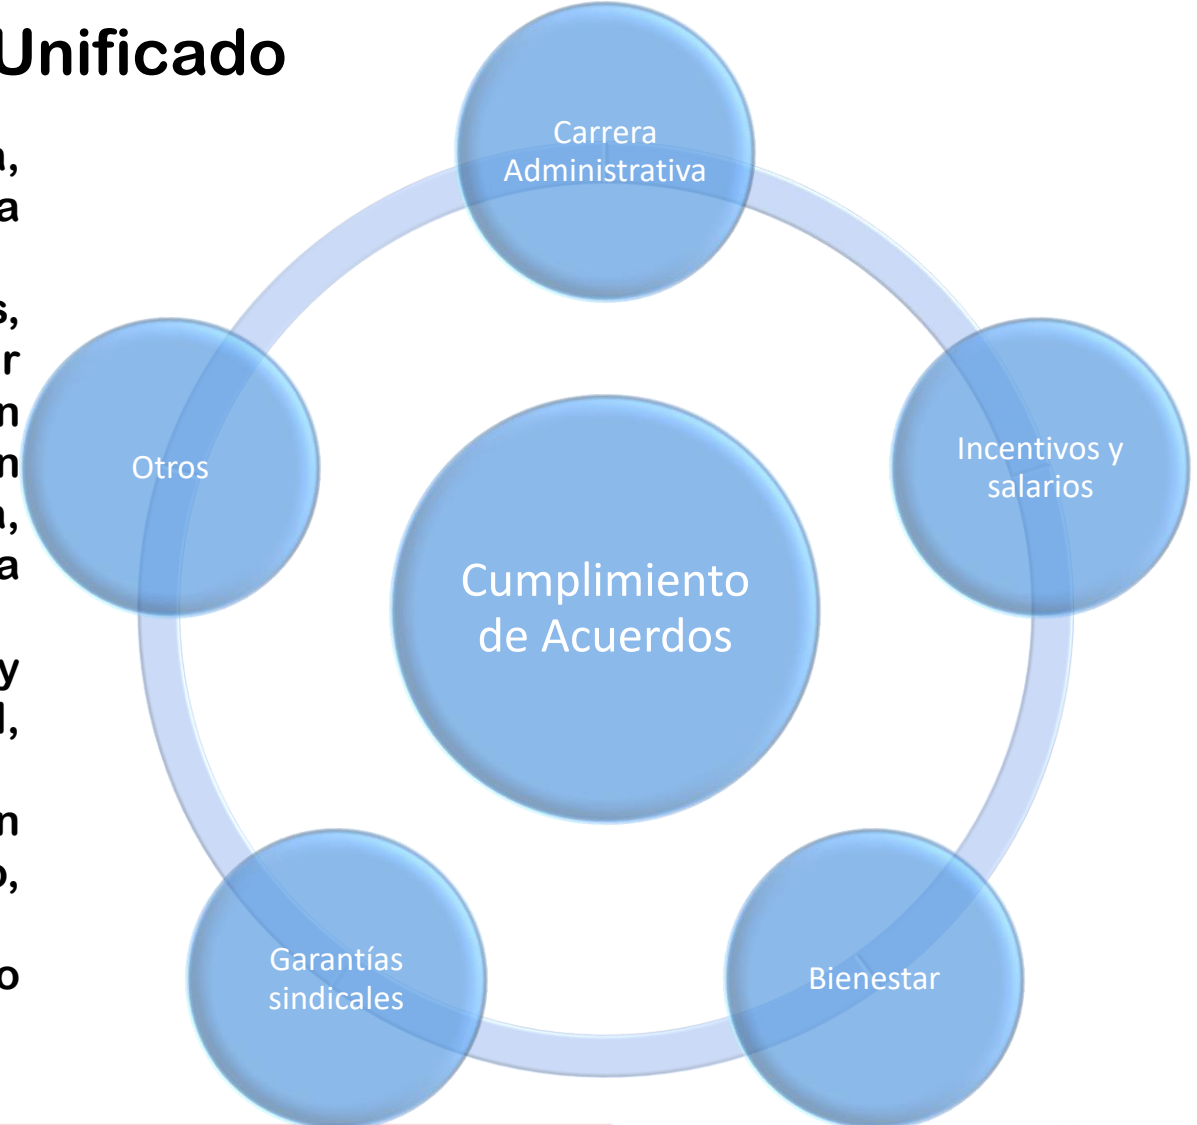 Unificado
Carrera
Administrativa
Incentivos y
salarios
Otros
Cumplimiento
de Acuerdos
Garantías
sindicales
Bienestar
y